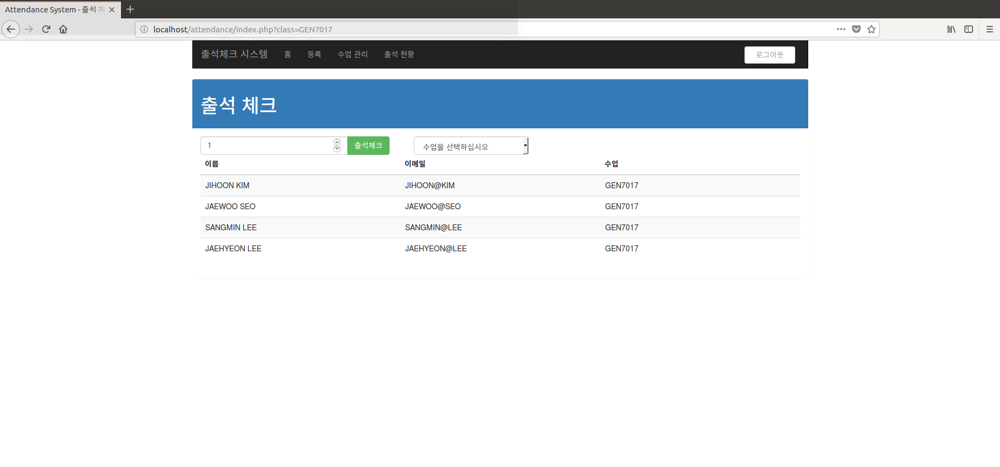 Attendance System - 출석 체
localhost/attendance/index.php?class=GEN7017
출석체크 시스템 홈 등록 수업 관리 출석 현황 로그아웃
출석 체크
1 출석체크 수업을 선택하십시오
이름 이메일 수업
JIHOON KIM JIHOON@KIM GEN7017
JAEWOO SEO JAEWOO@SEO GEN7017
SANGMIN LEE SANGMIN@LEE GEN7017
JAEHYEON LEE JAEHYEON@LEE GEN7017